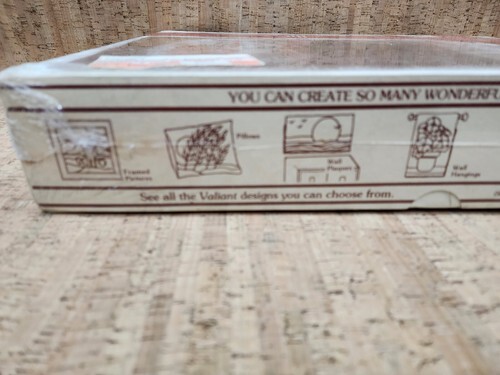 YOU CAN CREATE SO MANY WONDERFU
Framed
Pictures
Pillows
Wall
Plaques
Wall
Hangings
See all the Valiant designs you can choose from.